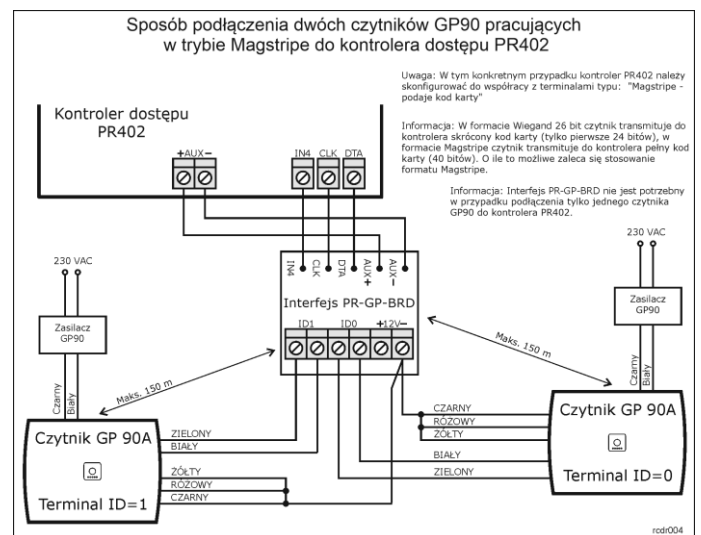 Sposób podłączenia dwóch czytników GP90 pracujących
w trybie Magstripe do kontrolera dostępu PR402
Uwaga: W tym konkretnym przypadku kontroler PR402 należy
skonfigurować do współracy z terminalami typu: "Magstripe -
podaje kod karty"
Informacja: W formacie Wiegand 26 bit czytnik transmituje do
kontrolera skrócony kod karty (tylko pierwsze 24 bitów), w
formacie Magstripe czytnik transmituje do kontrolera pełny kod
karty (40 bitów). O ile to możliwe zaleca się stosowanie
formatu Magstripe.
Informacja: Interfejs PR-GP-BRD nie jest potrzebny
w przypadku podłączenia tylko jednego czytnika
GP90 do kontrolera PR402.
Kontroler dostępu
PR402
+AUX−
IN4 CLK DTA
IN4 CLK DTA AUX+ AUX−
Interfejs PR-GP-BRD
ID1 ID0 +12V−
230 VAC
Zasilacz
GP90
Czarny
Biały
Maks. 150 m
Czytnik GP 90A
Terminal ID=1
ZIELONY
BIAŁY
ŻÓŁTY
RÓŻOWY
CZARNY
230 VAC
Zasilacz
GP90
Czarny
Biały
Maks. 150 m
Czytnik GP 90A
Terminal ID=0
CZARNY
RÓŻOWY
ŻÓŁTY
BIAŁY
ZIELONY
rcdr004